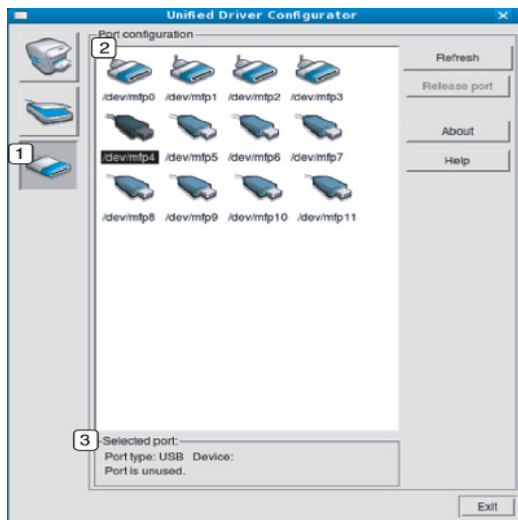 Unified Driver Configurator
2
Port configuration
/dev/mfp0 /dev/mfp1 /dev/mfp2 /dev/mfp3
/dev/mfp4 /dev/mfp5 /dev/mfp6 /dev/mfp7
/dev/mfp8 /dev/mfp9 /dev/mfp10 /dev/mfp11
Refresh
Release port
About
Help
1
3
Selected port:
Port type: USB Device:
Port is unused.
Exit